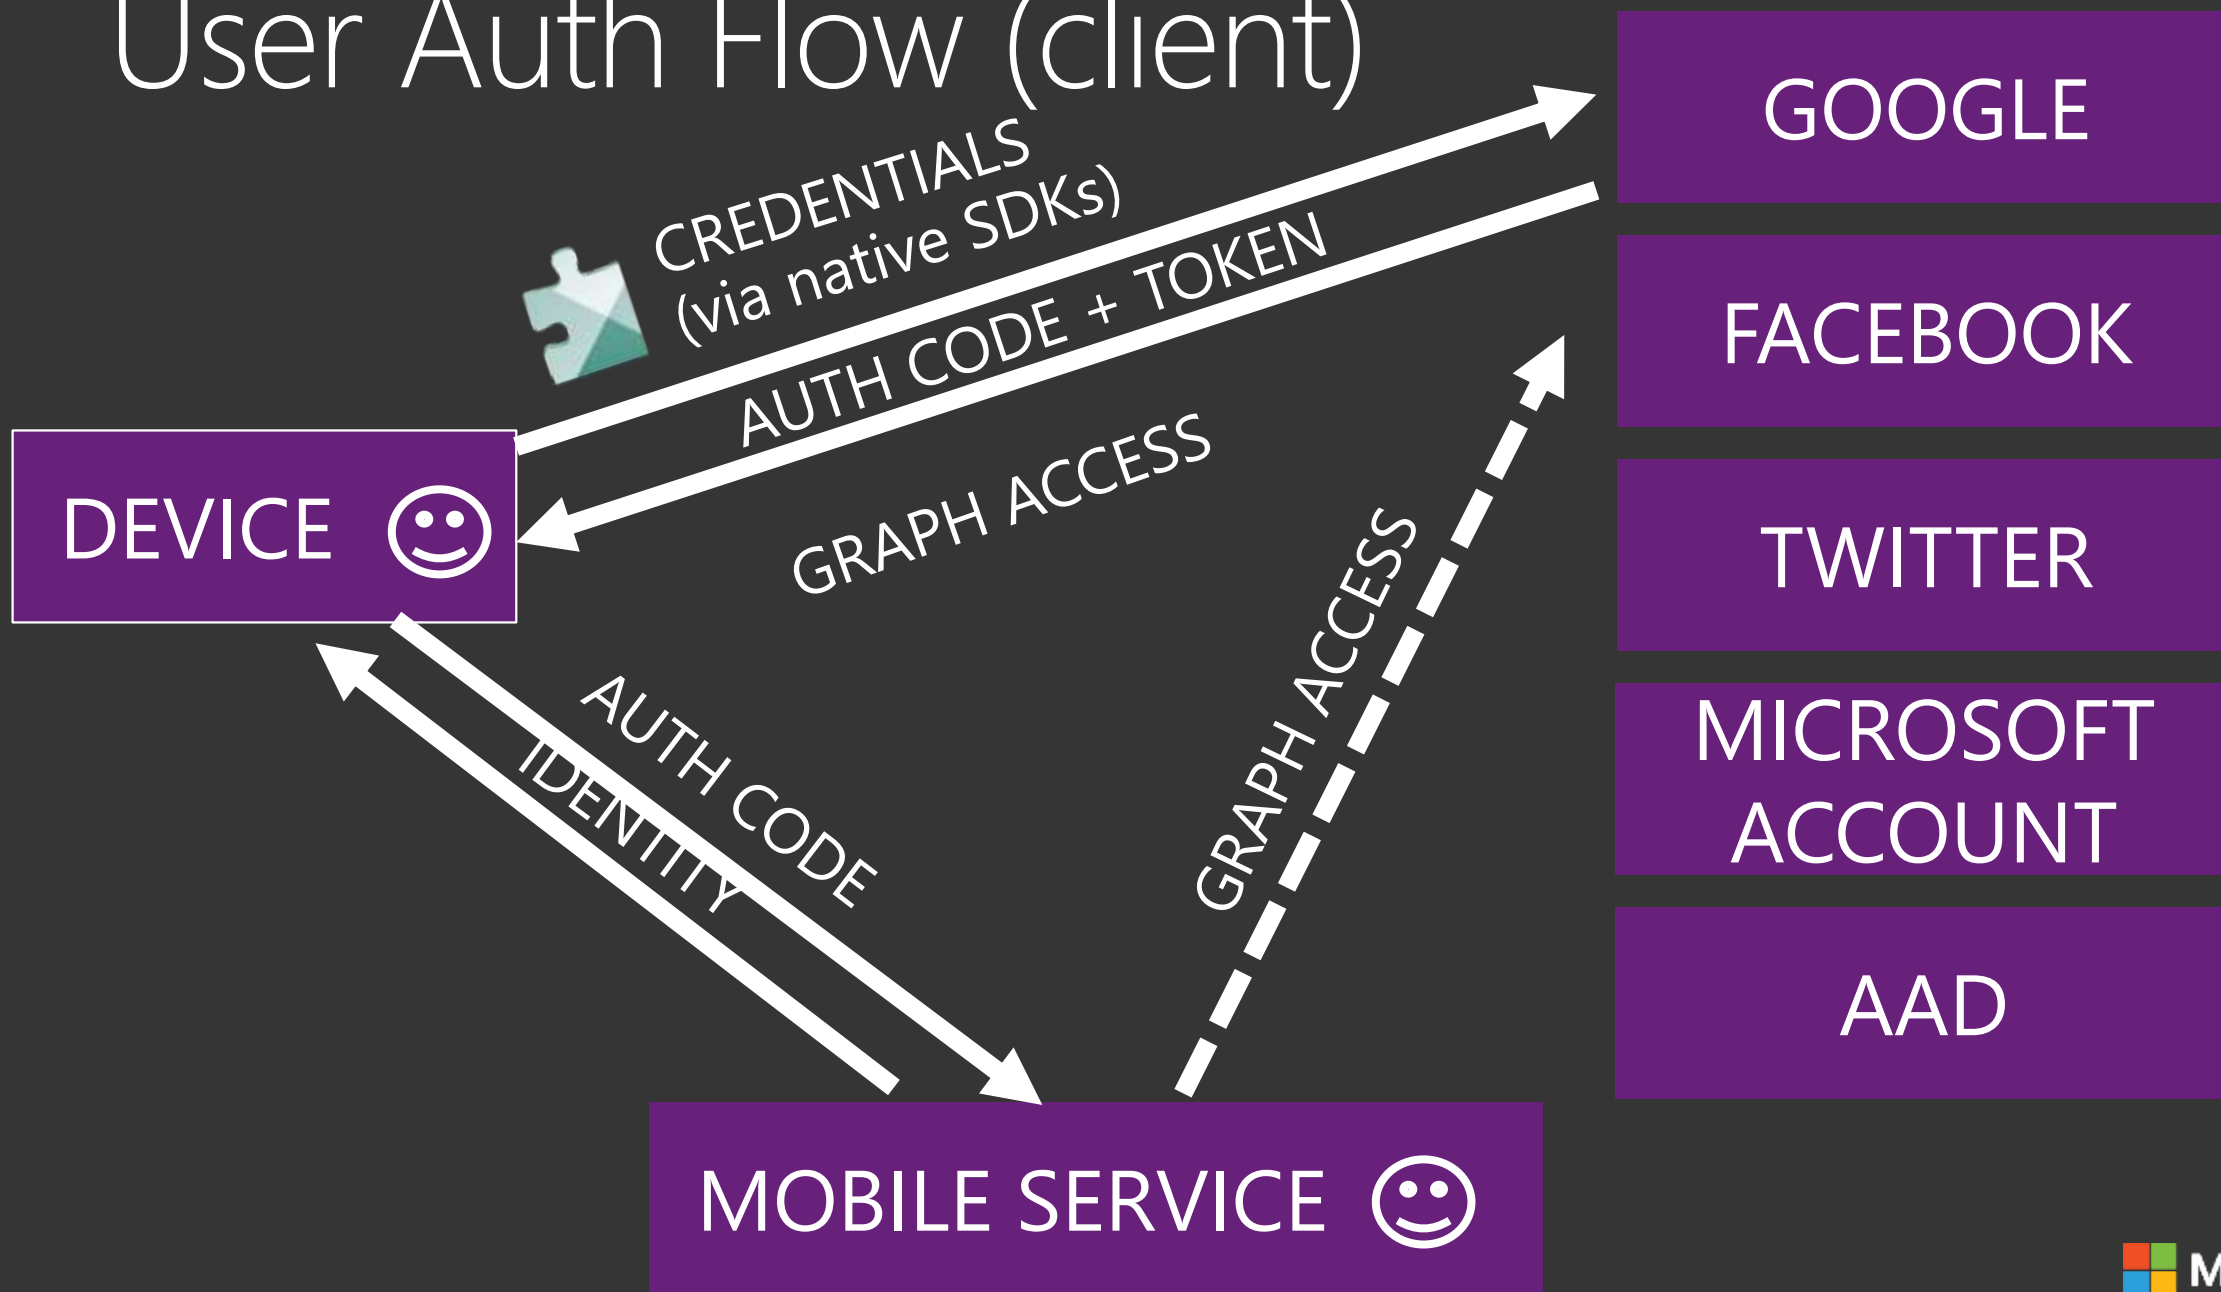 User Auth Flow (client)
GOOGLE
CREDENTIALS
(via native SDKs)
AUTH CODE + TOKEN
FACEBOOK
GRAPH ACCESS
DEVICE
TWITTER
GRAPH ACCESS
AUTH CODE
IDENTITY
MICROSOFT
ACCOUNT
AAD
MOBILE SERVICE